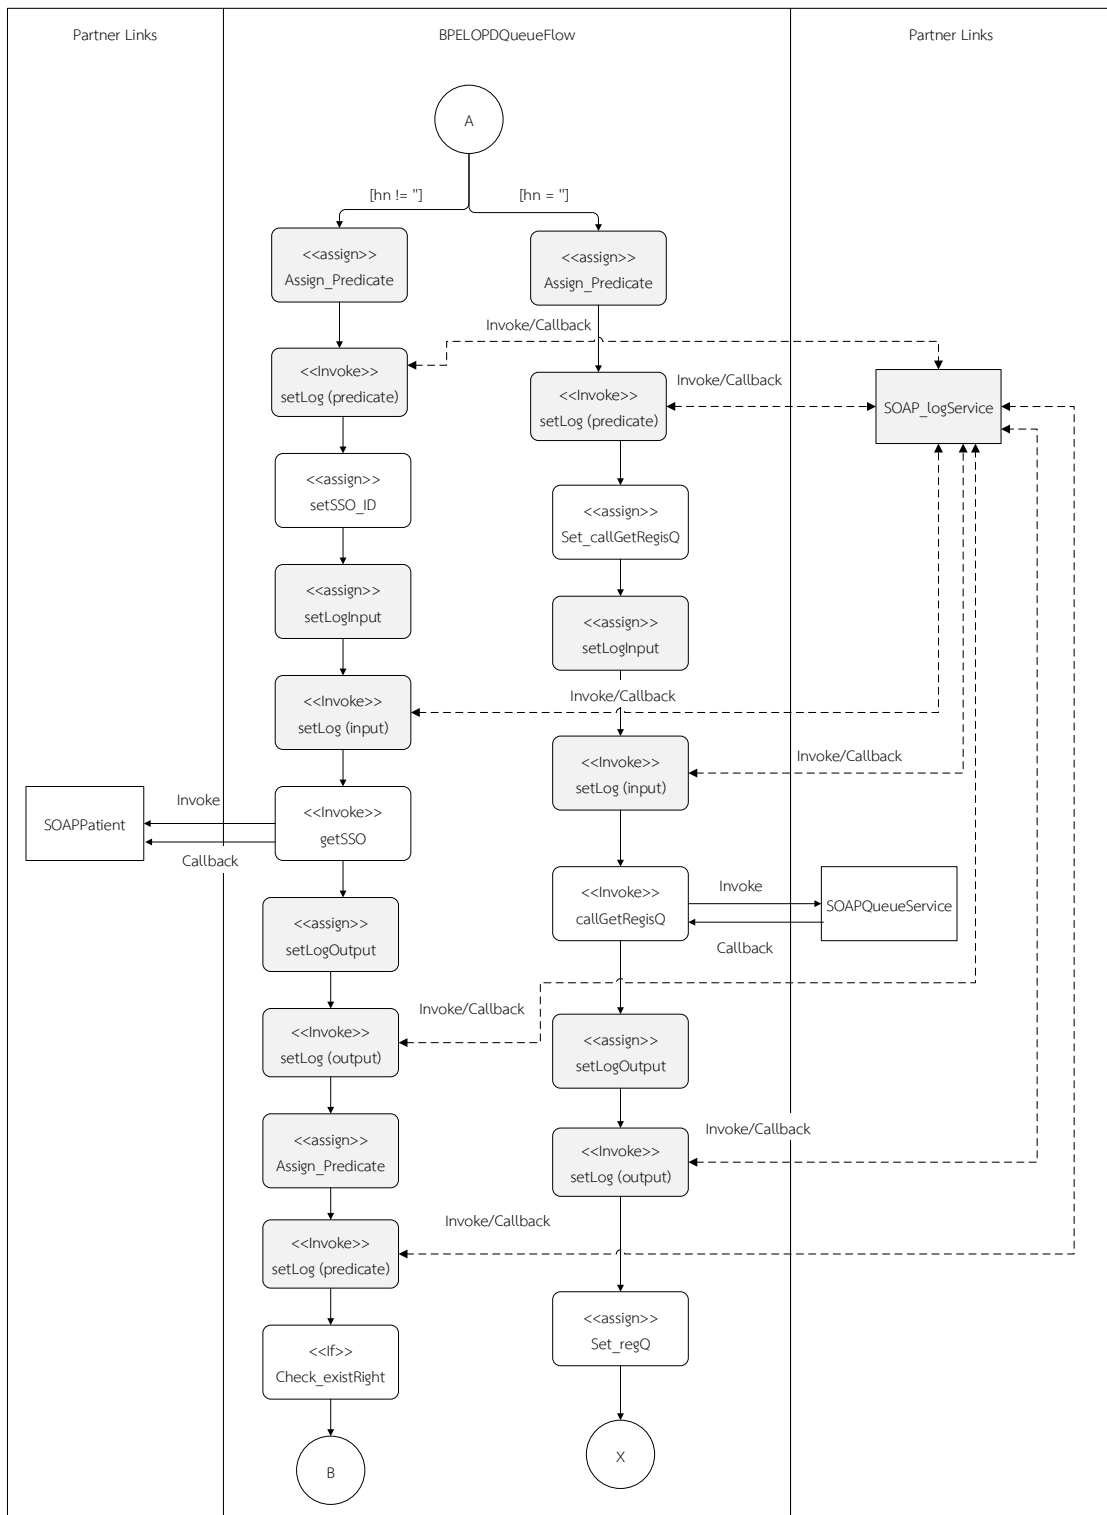 Partner Links
BPELOPDQueueFlow
Partner Links
A
[hn != '']
[hn = '']
<<assign>>
Assign_Predicate
<<assign>>
Assign_Predicate
Invoke/Callback
<<Invoke>>
setLog (predicate)
<<Invoke>>
setLog (predicate)
Invoke/Callback
SOAP_logService
<<assign>>
setSSO_ID
<<assign>>
Set_callGetRegisQ
<<assign>>
setLogInput
<<assign>>
setLogInput
<<Invoke>>
setLog (input)
Invoke/Callback
<<Invoke>>
setLog (input)
Invoke/Callback
SOAPPatient
Invoke
Callback
<<Invoke>>
getSSO
<<Invoke>>
callGetRegisQ
Invoke
Callback
SOAPQueueService
<<assign>>
setLogOutput
<<Invoke>>
setLog (output)
Invoke/Callback
<<assign>>
setLogOutput
<<assign>>
Assign_Predicate
<<Invoke>>
setLog (output)
Invoke/Callback
<<Invoke>>
setLog (predicate)
Invoke/Callback
<<assign>>
Set_regQ
<<If>>
Check_existRight
B
X